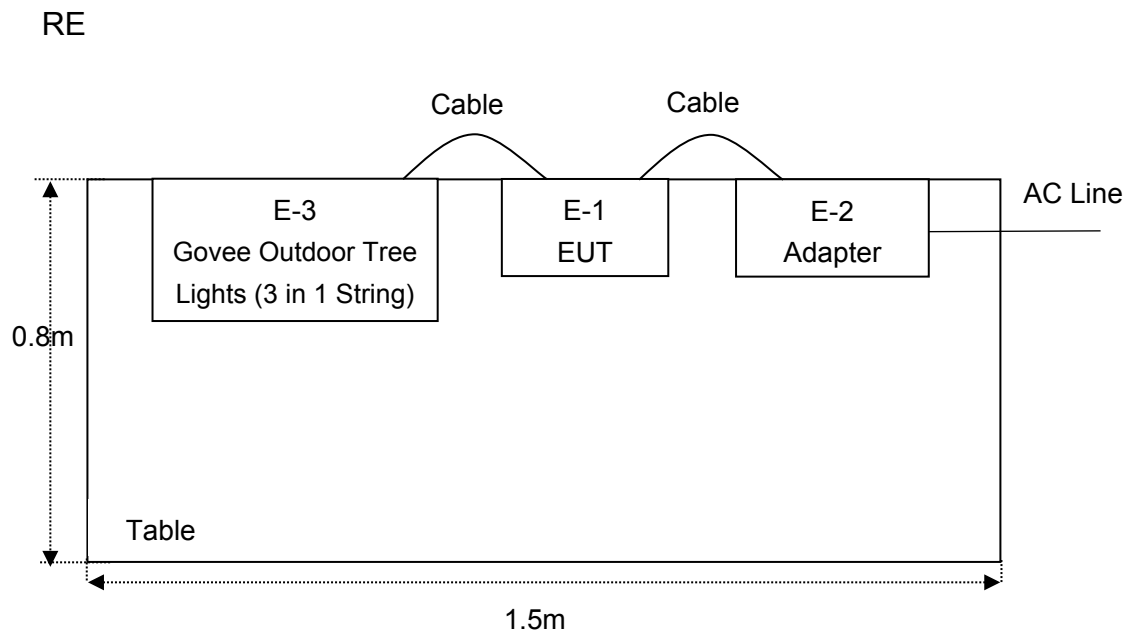 RE
Cable
Cable
E-3
Govee Outdoor Tree
Lights (3 in 1 String)
E-1
EUT
E-2
Adapter
AC Line
0.8m
Table
1.5m